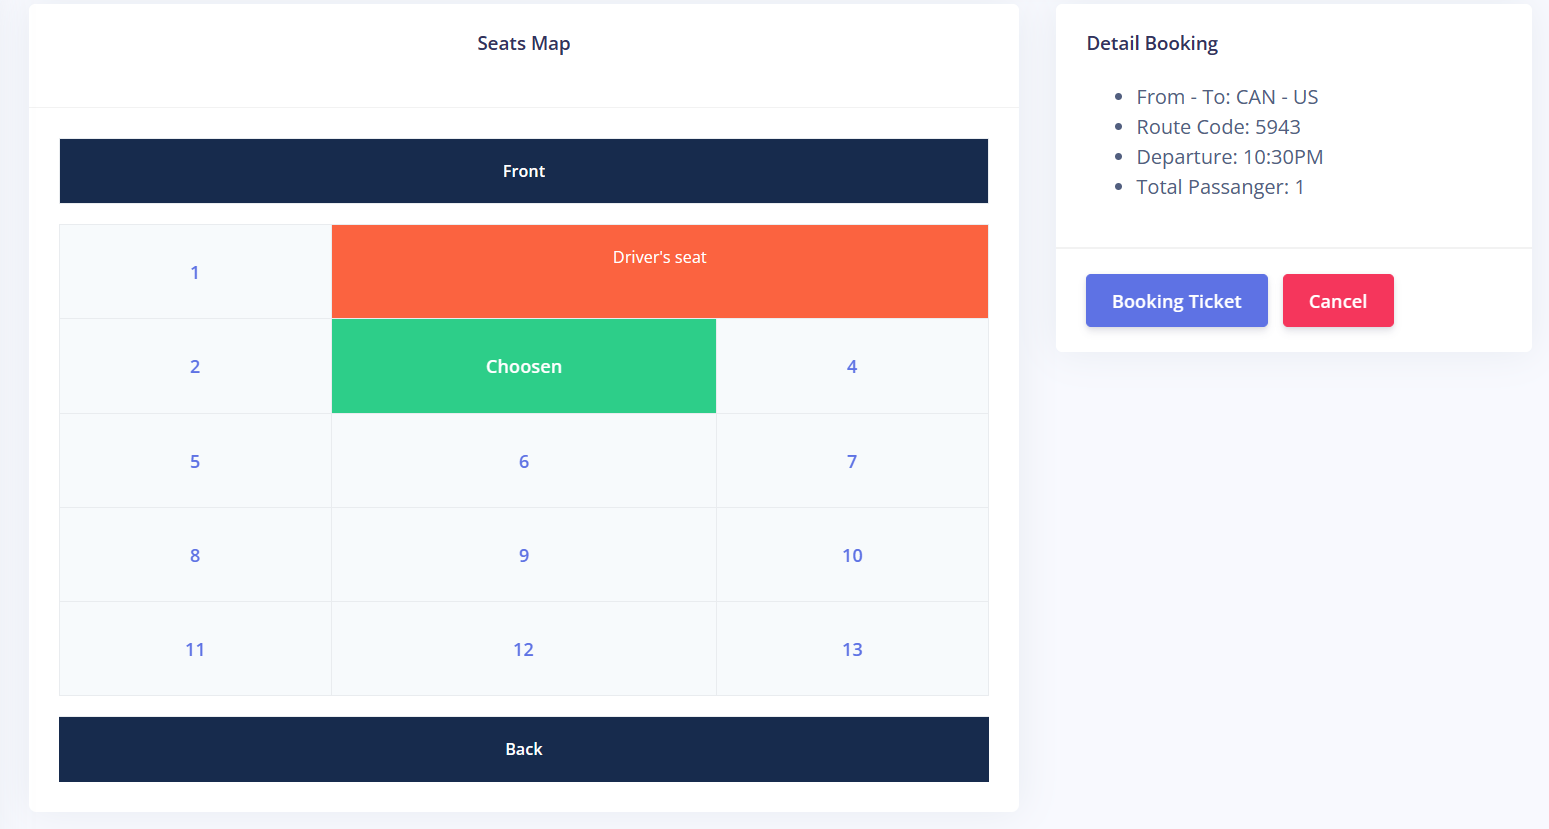 Seats Map
Front
1
Driver's seat
2
Choosen
4
5
6
7
8
9
10
11
12
13
Back
Detail Booking
From - To: CAN - US
Route Code: 5943
Departure: 10:30PM
Total Passanger: 1
Booking Ticket
Cancel